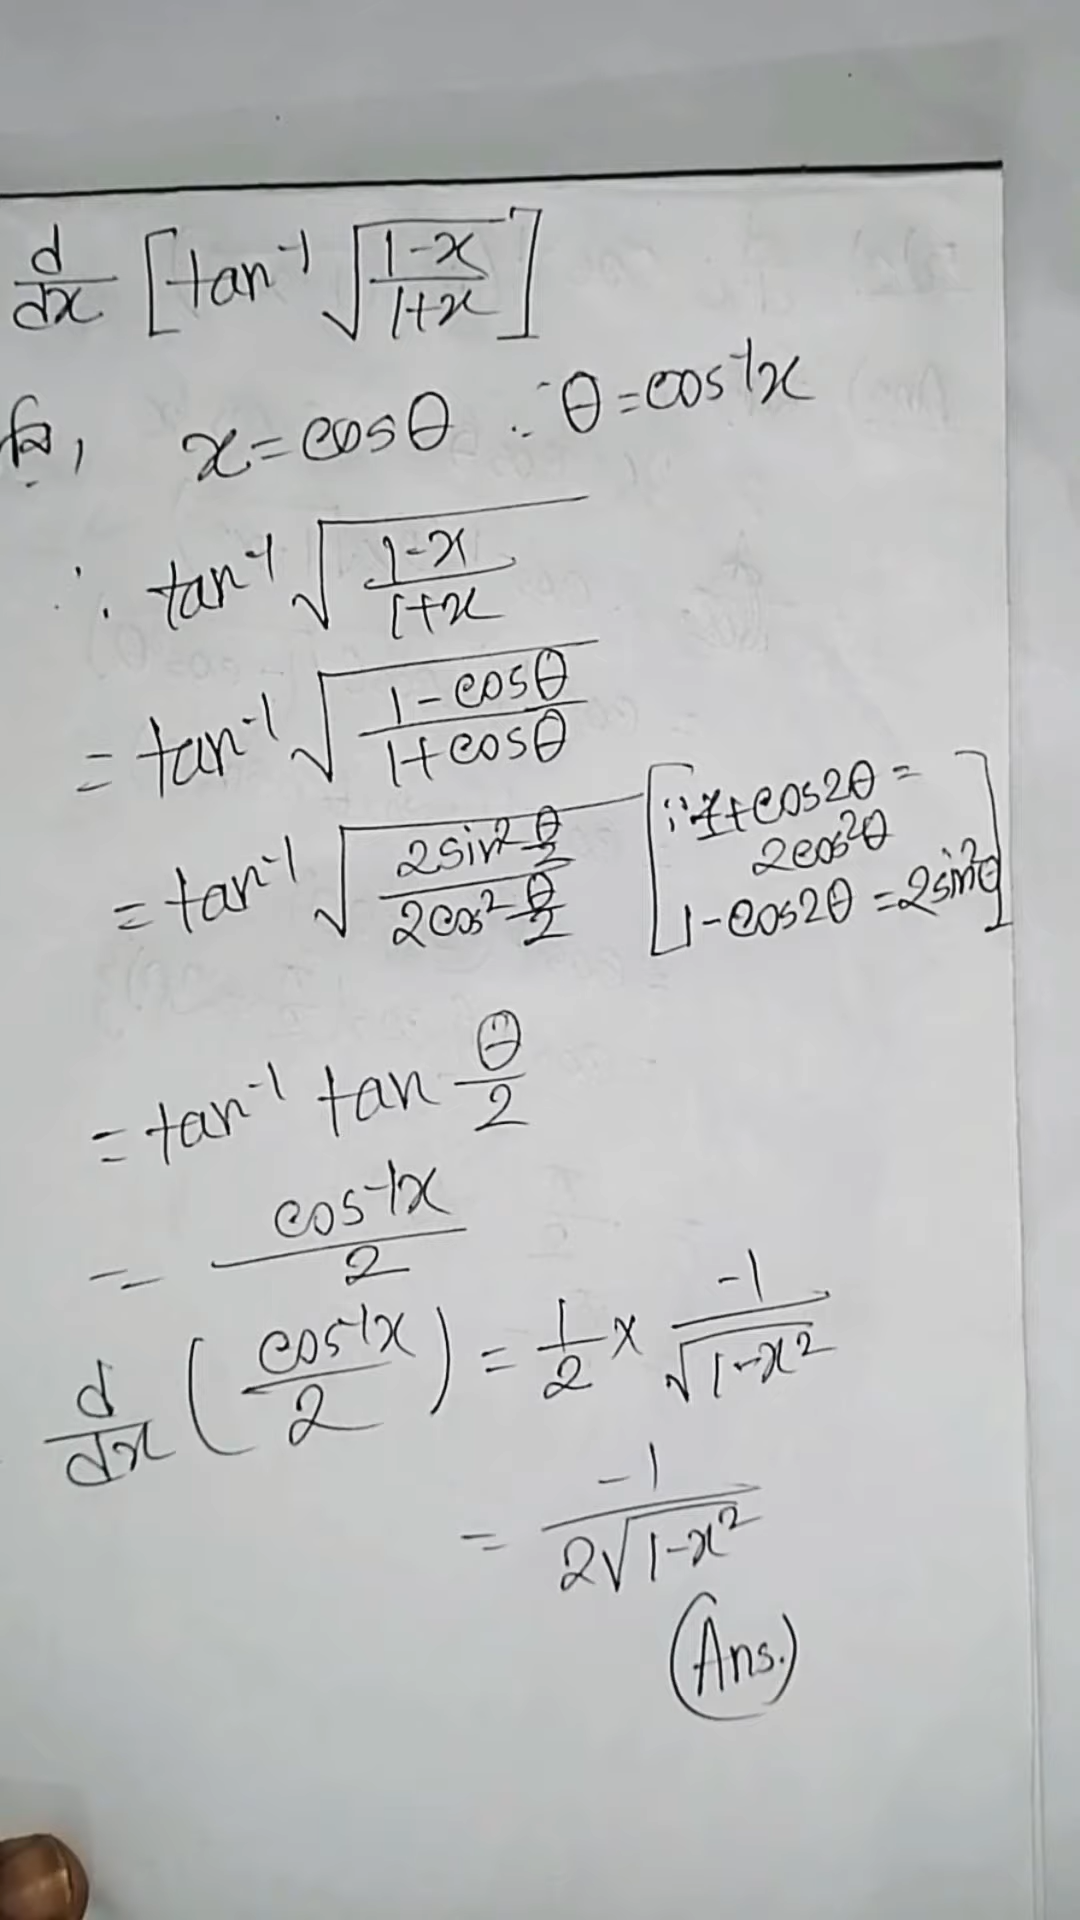 d/dx [tan⁻¹ √((1-x)/(1+x))]
x = cosθ ∴ θ = cos⁻¹x
∴ tan⁻¹ √((1-x)/(1+x))
= tan⁻¹ √((1-cosθ)/(1+cosθ))
= tan⁻¹ √((2sin² θ/2)/(2cos² θ/2)) [∵ 1+cos2θ = 2cos²θ
1-cos2θ = 2sin²θ]
= tan⁻¹ tan θ/2
= cos⁻¹x/2
d/dx (cos⁻¹x/2) = 1/2 × -1/√(1-x²)
= -1/(2√(1-x²))
(Ans.)